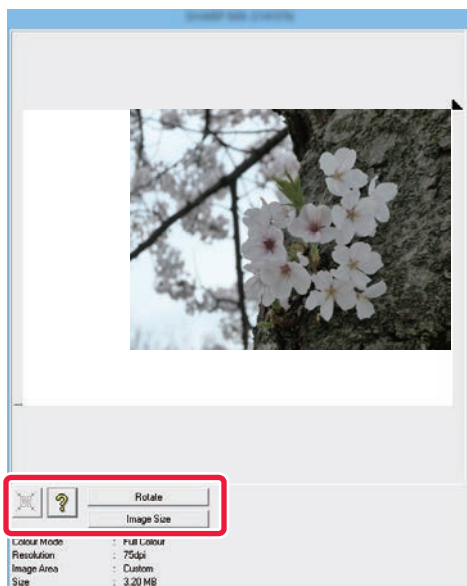 ?
Rotate
Image Size
Colour Mode : Full Colour
Resolution : 75dpi
Image Area : Custom
Size : 3.20 MB